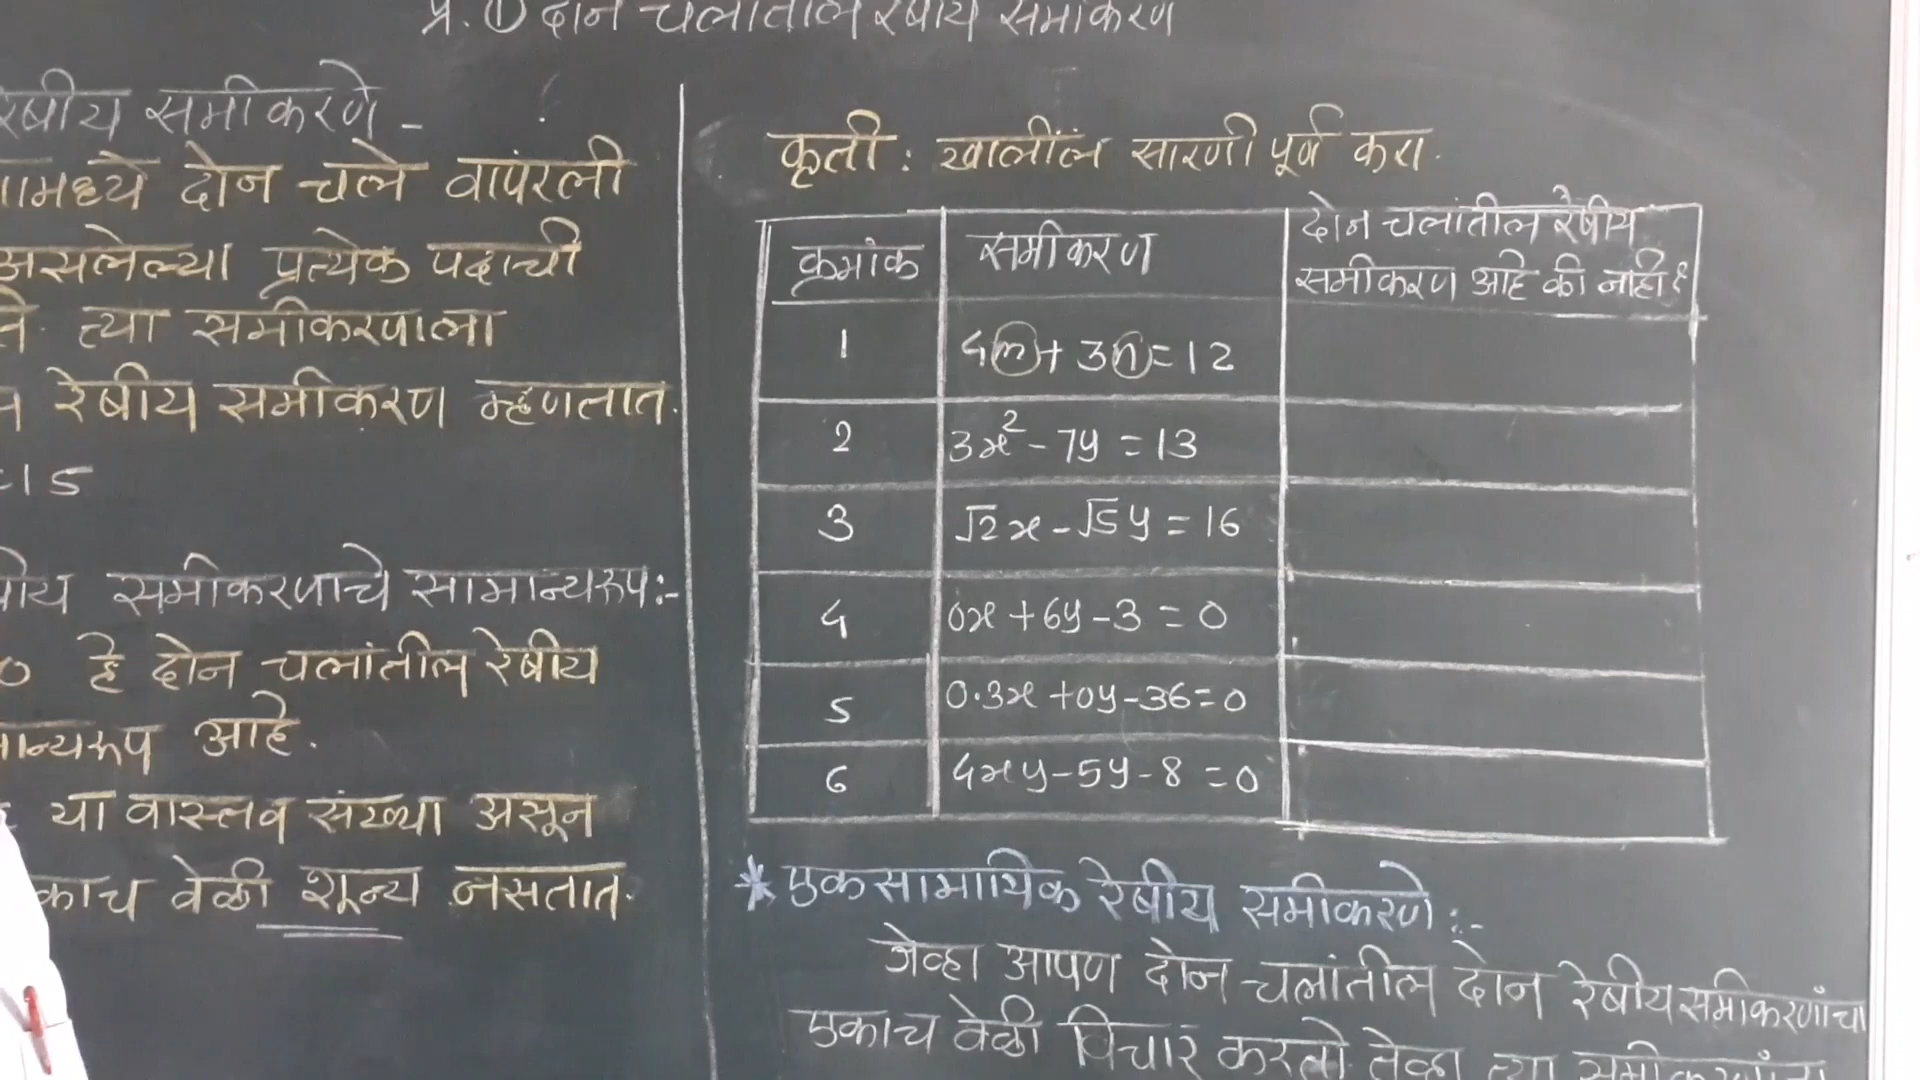 प्र. ① दोन चलांतील रेषीय समीकरण
रेषीय समीकरणे -
दोन चले वापरली
असलेल्या प्रत्येक पदाची
त्या समीकरणाला
रेषीय समीकरण म्हणतात.
=15
समीकरणाचे सामान्यरूप:-
0 हे दोन चलांतील रेषीय
आहे.
या वास्तव संख्या असून
वेळी शून्य नसतात.
कृती : खालील सारणी पूर्ण करा.
क्रमांक समीकरण दोन चलांतील रेषीय
समीकरण आहे की नाही?
1 4m + 3n = 12
2 3x² - 7y = 13
3 √2x - √5y = 16
4 0x + 6y - 3 = 0
5 0.3x + 0y - 36 = 0
6 4xy - 5y - 8 = 0
* एकसामायिक रेषीय समीकरणे :-
जेव्हा आपण दोन चलांतील दोन रेषीय समीकरणांचा
एकाच वेळी विचार करतो तेव्हा त्या